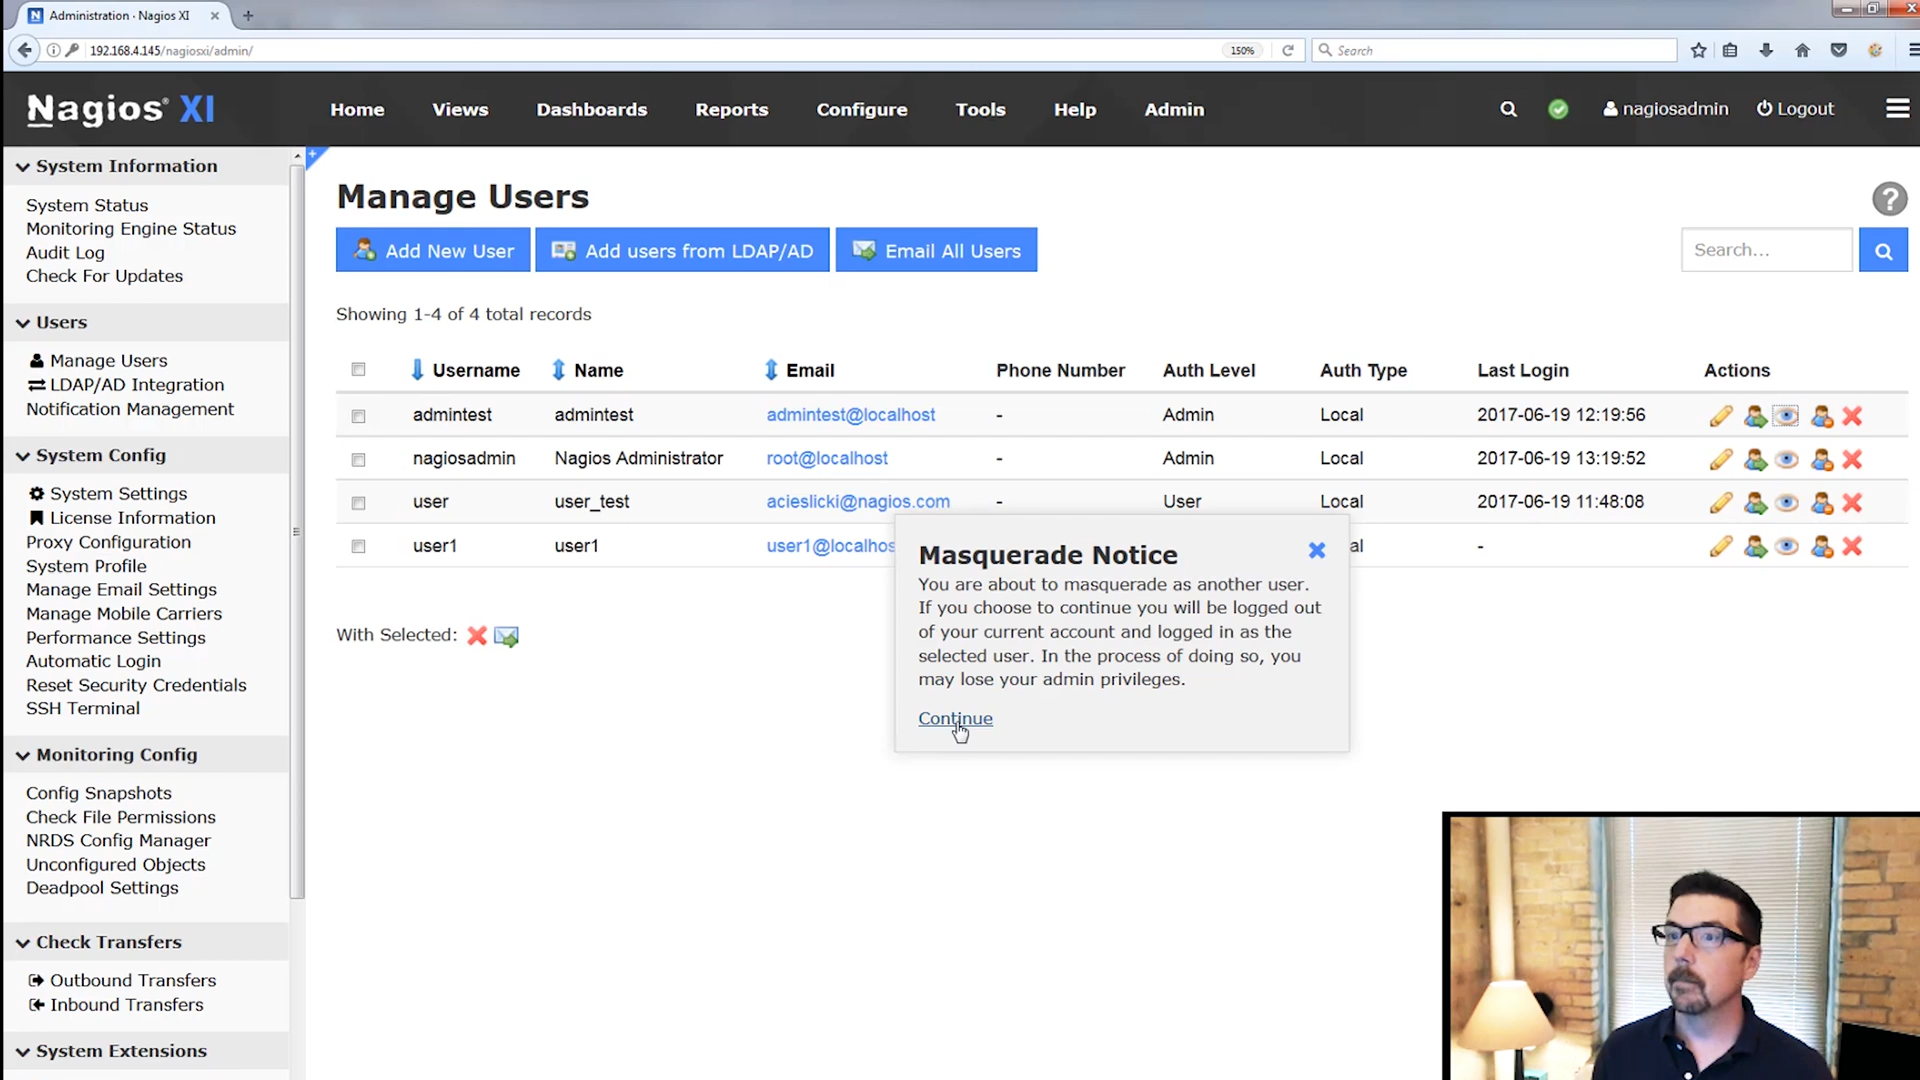 Administration · Nagios XI
192.168.4.145/nagiosxi/admin/
150%
Search
Nagios® XI
Home Views Dashboards Reports Configure Tools Help Admin
nagiosadmin Logout
System Information
System Status
Monitoring Engine Status
Audit Log
Check For Updates
Users
Manage Users
LDAP/AD Integration
Notification Management
System Config
System Settings
License Information
Proxy Configuration
System Profile
Manage Email Settings
Manage Mobile Carriers
Performance Settings
Automatic Login
Reset Security Credentials
SSH Terminal
Monitoring Config
Config Snapshots
Check File Permissions
NRDS Config Manager
Unconfigured Objects
Deadpool Settings
Check Transfers
Outbound Transfers
Inbound Transfers
System Extensions
Manage Users
Add New User Add users from LDAP/AD Email All Users
Search...
Showing 1-4 of 4 total records
Username Name Email Phone Number Auth Level Auth Type Last Login Actions
admintest admintest admintest@localhost - Admin Local 2017-06-19 12:19:56
nagiosadmin Nagios Administrator root@localhost - Admin Local 2017-06-19 13:19:52
user user_test acieslicki@nagios.com - User Local 2017-06-19 11:48:08
user1 user1 user1@localhos al -
With Selected:
Masquerade Notice
You are about to masquerade as another user.
If you choose to continue you will be logged out
of your current account and logged in as the
selected user. In the process of doing so, you
may lose your admin privileges.
Continue